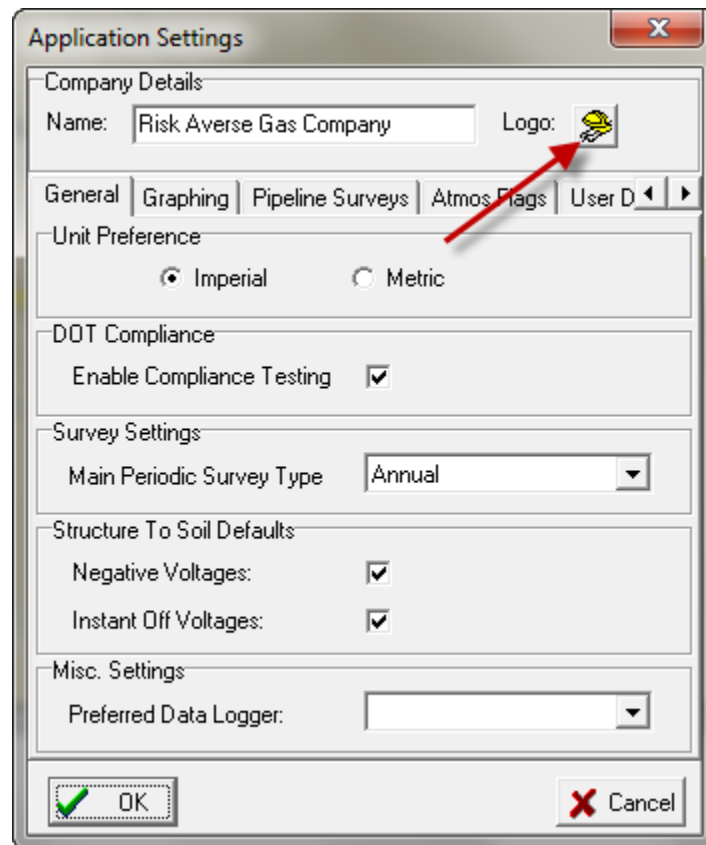 Application Settings
Company Details
Name: Risk Averse Gas Company Logo:
General Graphing Pipeline Surveys Atmos Flags User D
Unit Preference
Imperial Metric
DOT Compliance
Enable Compliance Testing
Survey Settings
Main Periodic Survey Type Annual
Structure To Soil Defaults
Negative Voltages:
Instant Off Voltages:
Misc. Settings
Preferred Data Logger:
OK Cancel